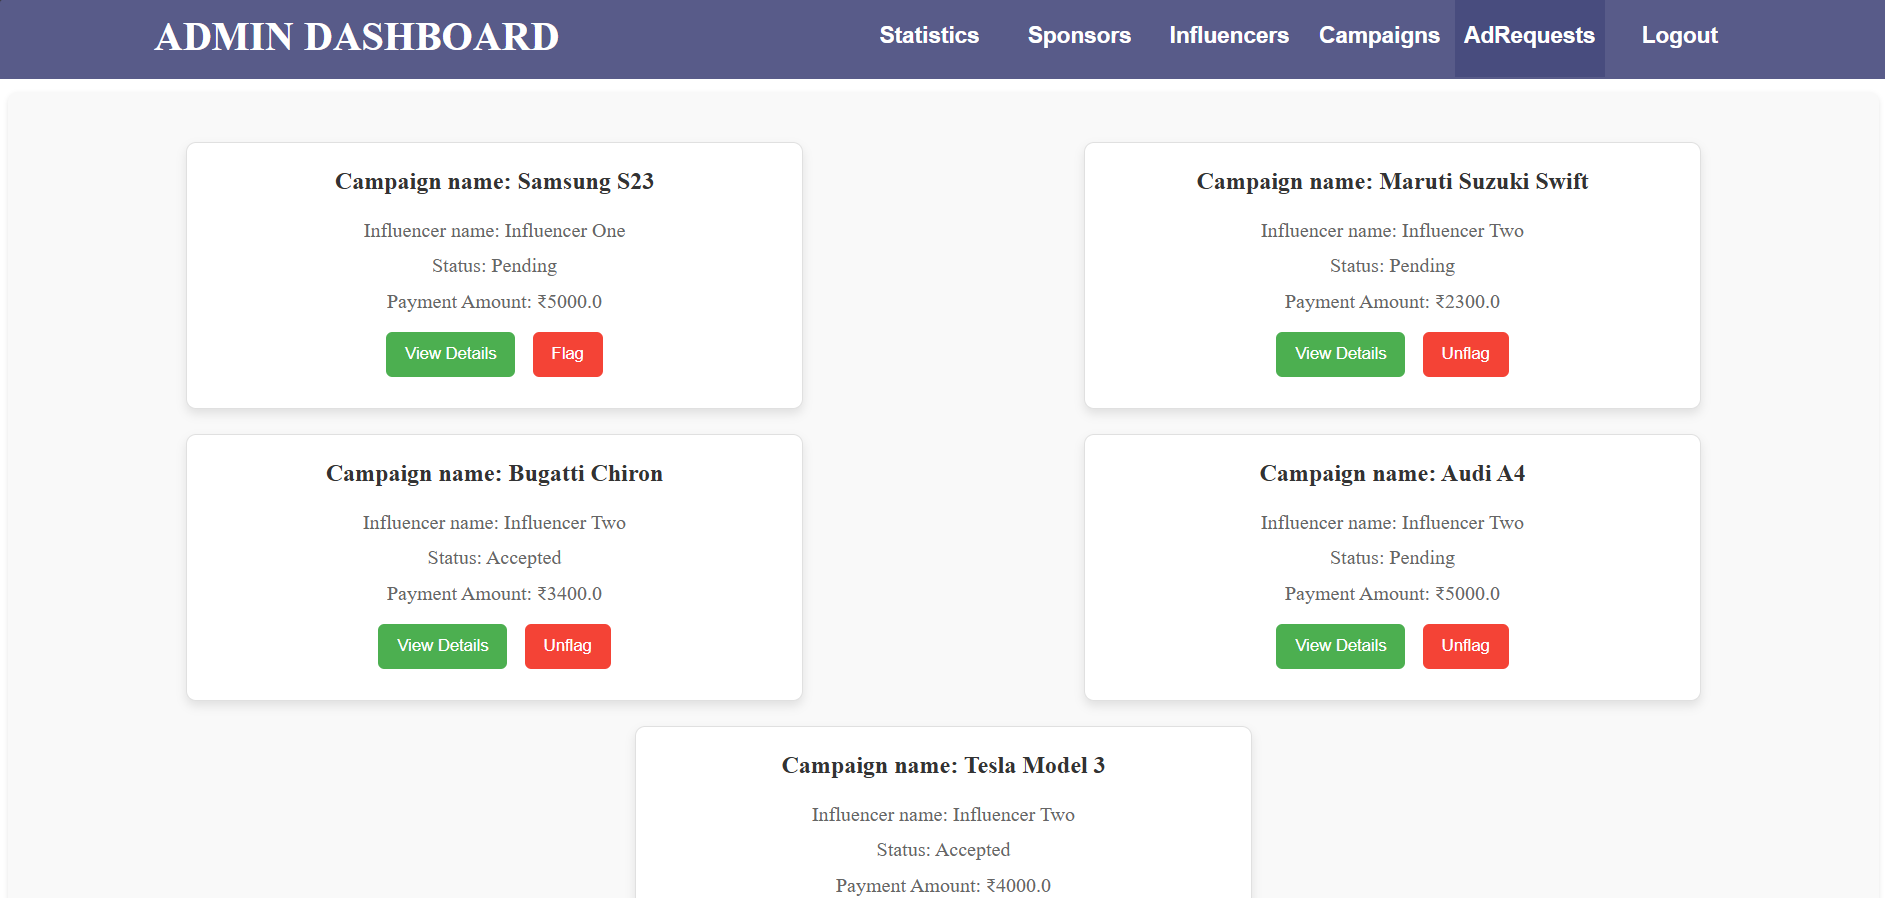 ADMIN DASHBOARD
Statistics
Sponsors
Influencers
Campaigns
AdRequests
Logout
Campaign name: Samsung S23
Influencer name: Influencer One
Status: Pending
Payment Amount: ₹5000.0
View Details
Flag
Campaign name: Maruti Suzuki Swift
Influencer name: Influencer Two
Status: Pending
Payment Amount: ₹2300.0
View Details
Unflag
Campaign name: Bugatti Chiron
Influencer name: Influencer Two
Status: Accepted
Payment Amount: ₹3400.0
View Details
Unflag
Campaign name: Audi A4
Influencer name: Influencer Two
Status: Pending
Payment Amount: ₹5000.0
View Details
Unflag
Campaign name: Tesla Model 3
Influencer name: Influencer Two
Status: Accepted
Payment Amount: ₹4000.0